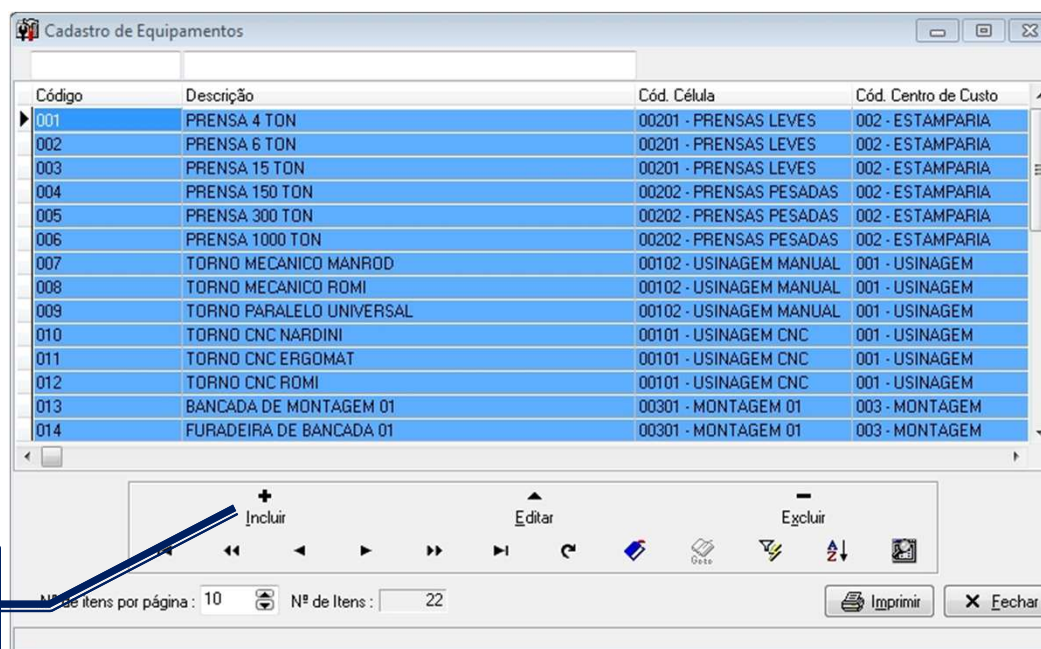 Cadastro de Equipamentos
Código Descrição Cód. Célula Cód. Centro de Custo
001 PRENSA 4 TON 00201 - PRENSAS LEVES 002 - ESTAMPARIA
002 PRENSA 6 TON 00201 - PRENSAS LEVES 002 - ESTAMPARIA
003 PRENSA 15 TON 00201 - PRENSAS LEVES 002 - ESTAMPARIA
004 PRENSA 150 TON 00202 - PRENSAS PESADAS 002 - ESTAMPARIA
005 PRENSA 300 TON 00202 - PRENSAS PESADAS 002 - ESTAMPARIA
006 PRENSA 1000 TON 00202 - PRENSAS PESADAS 002 - ESTAMPARIA
007 TORNO MECANICO MANROD 00102 - USINAGEM MANUAL 001 - USINAGEM
008 TORNO MECANICO ROMI 00102 - USINAGEM MANUAL 001 - USINAGEM
009 TORNO PARALELO UNIVERSAL 00102 - USINAGEM MANUAL 001 - USINAGEM
010 TORNO CNC NARDINI 00101 - USINAGEM CNC 001 - USINAGEM
011 TORNO CNC ERGOMAT 00101 - USINAGEM CNC 001 - USINAGEM
012 TORNO CNC ROMI 00101 - USINAGEM CNC 001 - USINAGEM
013 BANCADA DE MONTAGEM 01 00301 - MONTAGEM 01 003 - MONTAGEM
014 FURADEIRA DE BANCADA 01 00301 - MONTAGEM 01 003 - MONTAGEM
Incluir Editar Excluir
Goto
Nº de itens por página : 10 Nº de Itens : 22 Imprimir Fechar